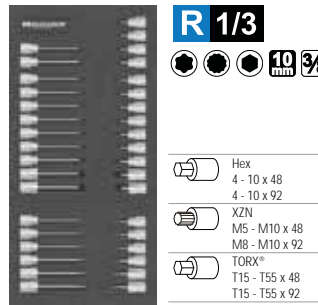 R 1/3
10 mm
Hex
4 - 10 x 48
4 - 10 x 92
XZN
M5 - M10 x 48
M8 - M10 x 92
TORX®
T15 - T55 x 48
T15 - T55 x 92